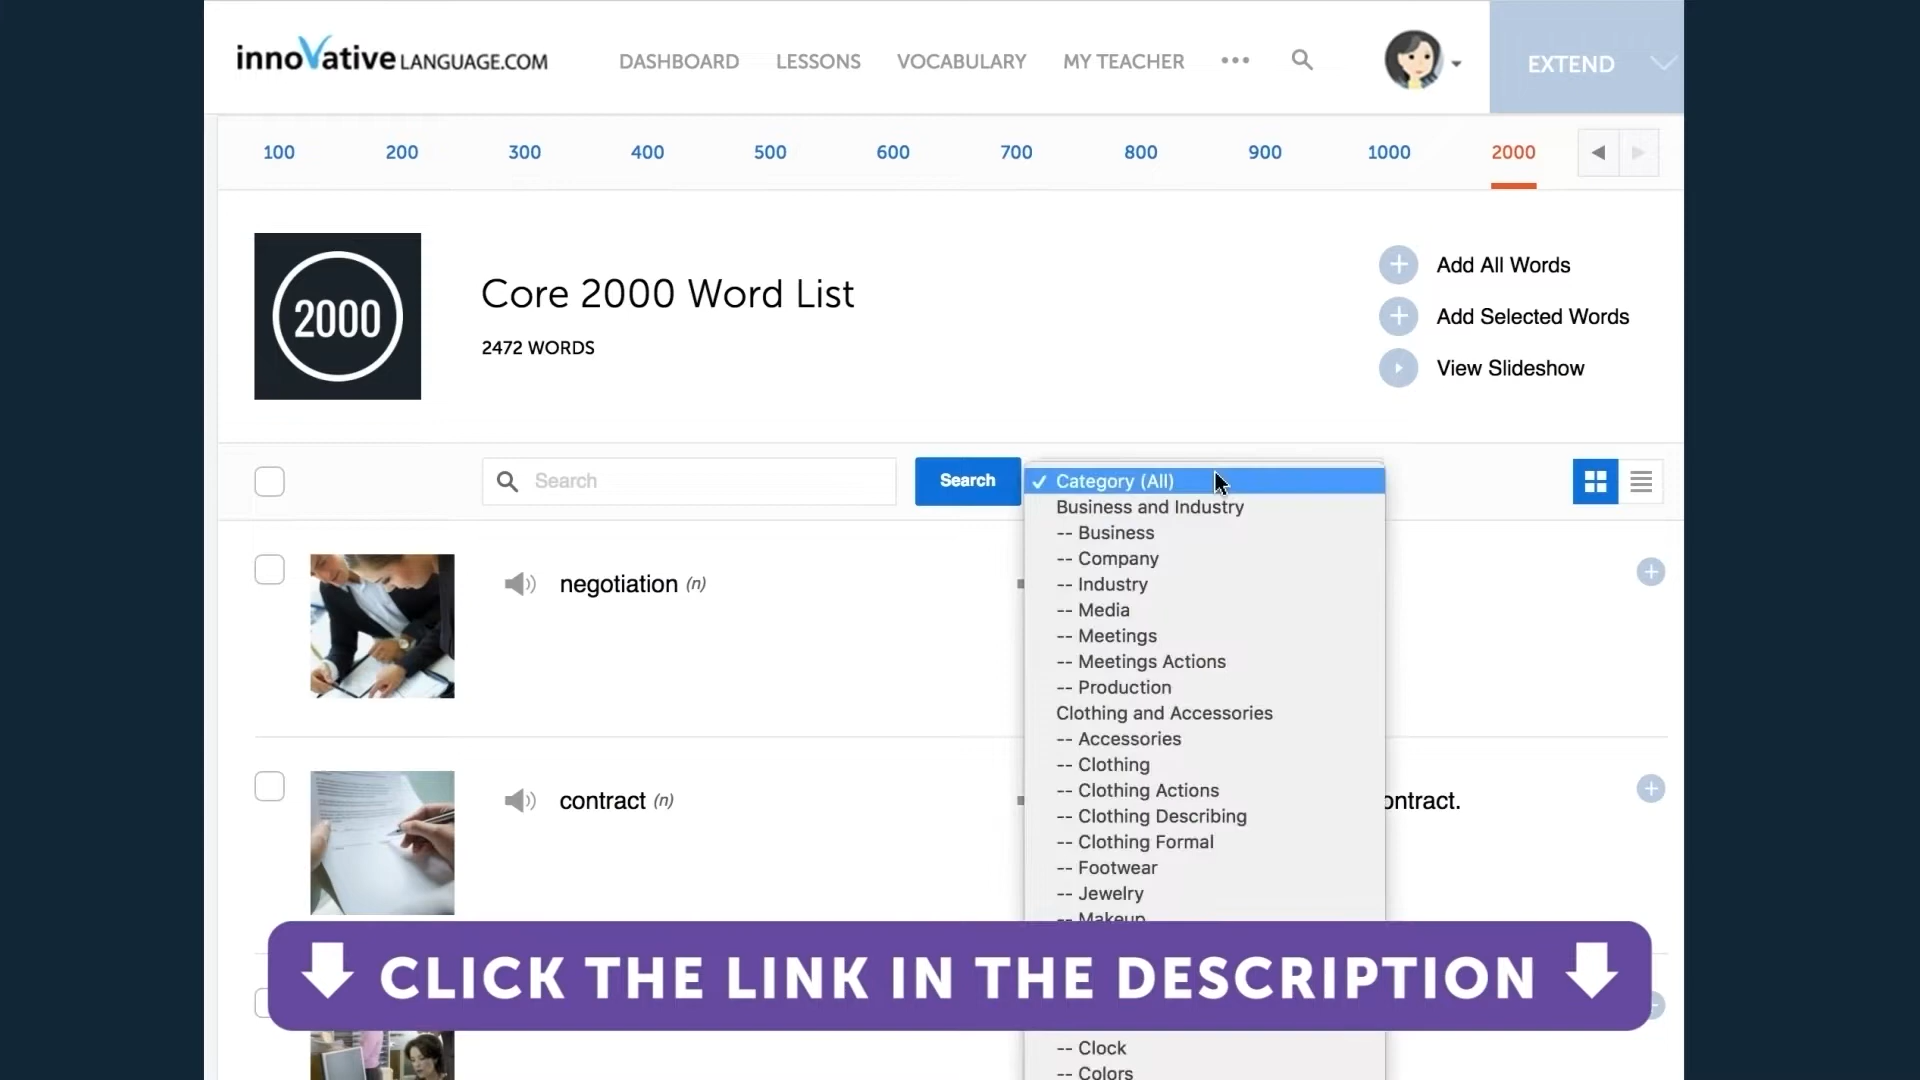 innoVative LANGUAGE.COM
DASHBOARD
LESSONS
VOCABULARY
MY TEACHER
EXTEND
100 200 300 400 500 600 700 800 900 1000 2000
2000
Core 2000 Word List
2472 WORDS
Add All Words
Add Selected Words
View Slideshow
Search
Search
✓ Category (All)
Business and Industry
-- Business
-- Company
-- Industry
-- Media
-- Meetings
-- Meetings Actions
-- Production
Clothing and Accessories
-- Accessories
-- Clothing
-- Clothing Actions
-- Clothing Describing
-- Clothing Formal
-- Footwear
-- Jewelry
-- Makeup
-- Clock
-- Colors
negotiation (n)
contract (n)
ontract.
CLICK THE LINK IN THE DESCRIPTION